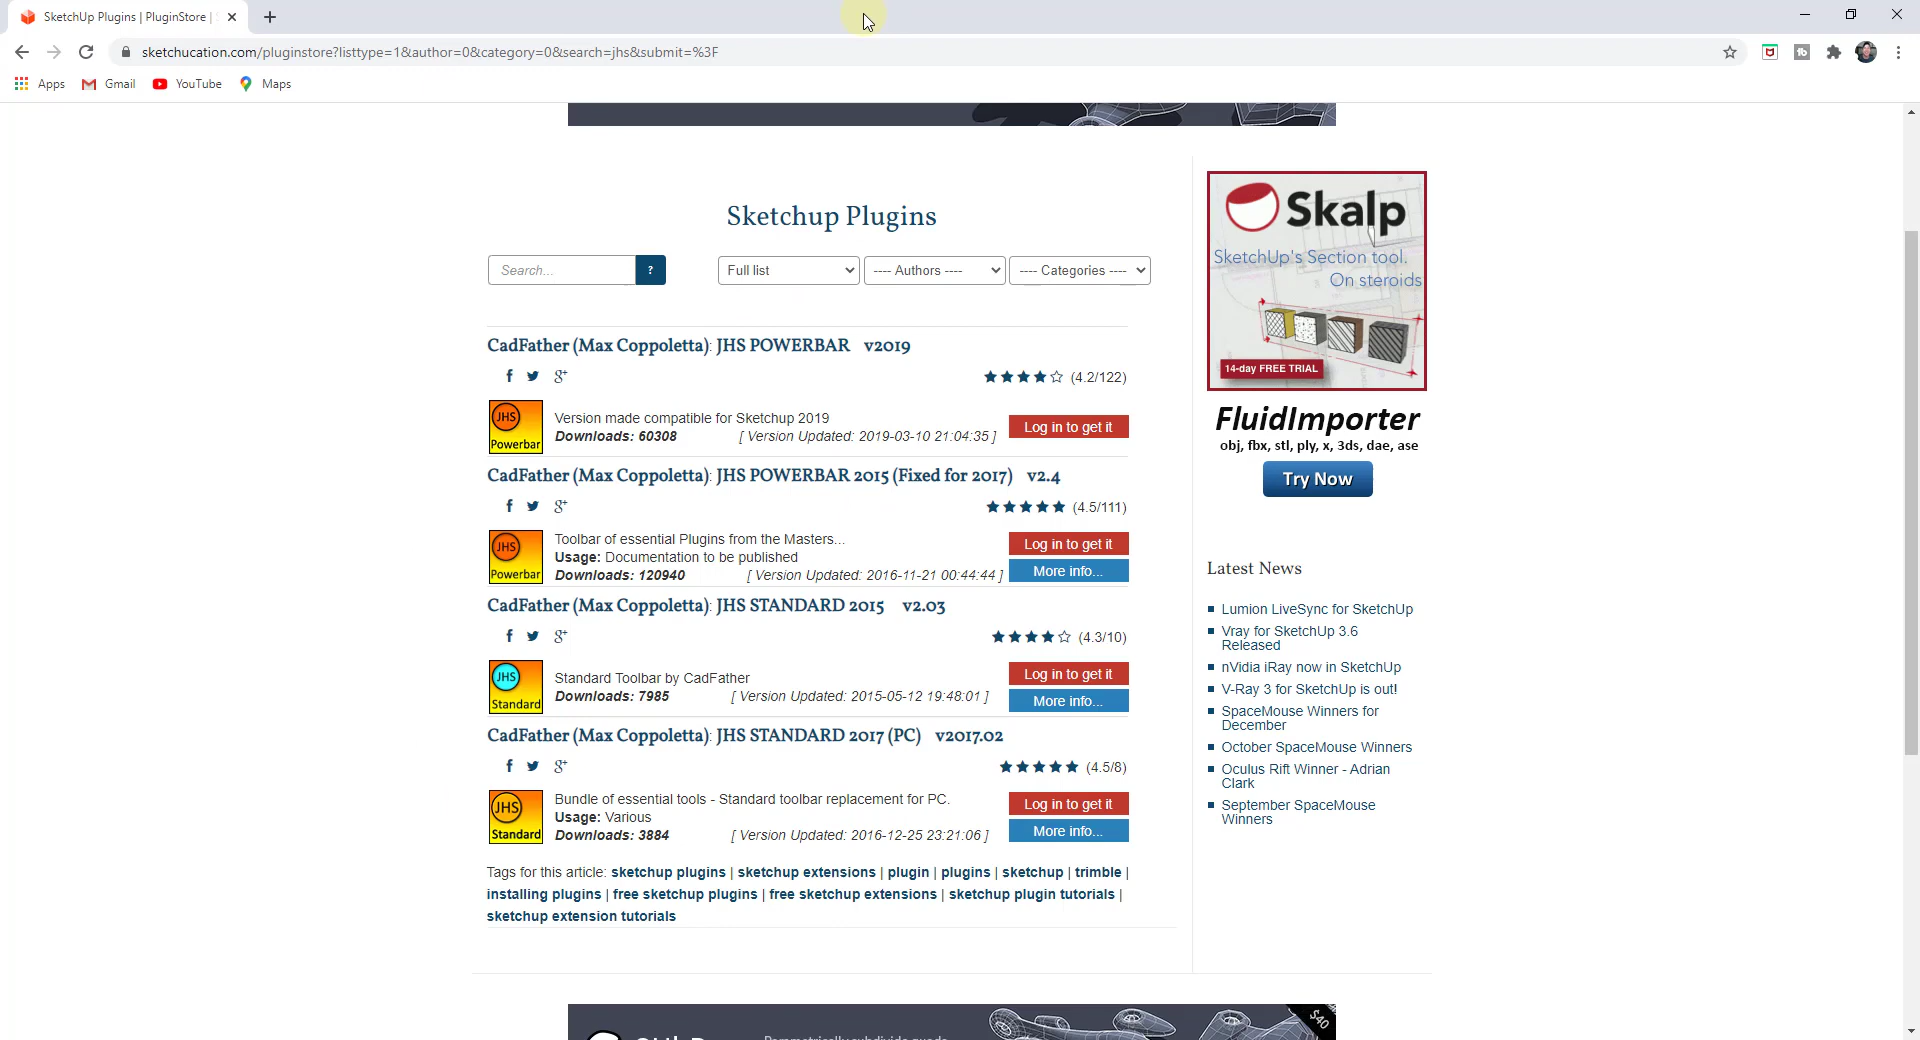 SketchUp Plugins | PluginStore |
sketchucation.com/pluginstore?listtype=1&author=0&category=0&search=jhs&submit=%3F
Apps Gmail YouTube Maps
Sketchup Plugins
Search... ? Full list ---- Authors ---- ---- Categories ----
CadFather (Max Coppoletta): JHS POWERBAR v2019
f g+ (4.2/122)
JHS Powerbar
Version made compatible for Sketchup 2019
Downloads: 60308 [ Version Updated: 2019-03-10 21:04:35 ]
Log in to get it
CadFather (Max Coppoletta): JHS POWERBAR 2015 (Fixed for 2017) v2.4
f g+ (4.5/111)
JHS Powerbar
Toolbar of essential Plugins from the Masters...
Usage: Documentation to be published
Downloads: 120940 [ Version Updated: 2016-11-21 00:44:44 ]
Log in to get it
More info...
CadFather (Max Coppoletta): JHS STANDARD 2015 v2.03
f g+ (4.3/10)
JHS Standard
Standard Toolbar by CadFather
Downloads: 7985 [ Version Updated: 2015-05-12 19:48:01 ]
Log in to get it
More info...
CadFather (Max Coppoletta): JHS STANDARD 2017 (PC) v2017.02
f g+ (4.5/8)
JHS Standard
Bundle of essential tools - Standard toolbar replacement for PC.
Usage: Various
Downloads: 3884 [ Version Updated: 2016-12-25 23:21:06 ]
Log in to get it
More info...
Tags for this article: sketchup plugins | sketchup extensions | plugin | plugins | sketchup | trimble |
installing plugins | free sketchup plugins | free sketchup extensions | sketchup plugin tutorials |
sketchup extension tutorials
Skalp
SketchUp's Section tool.
On steroids
14-day FREE TRIAL
FluidImporter
obj, fbx, stl, ply, x, 3ds, dae, ase
Try Now
Latest News
Lumion LiveSync for SketchUp
Vray for SketchUp 3.6
Released
nVidia iRay now in SketchUp
V-Ray 3 for SketchUp is out!
SpaceMouse Winners for
December
October SpaceMouse Winners
Oculus Rift Winner - Adrian
Clark
September SpaceMouse
Winners
$40